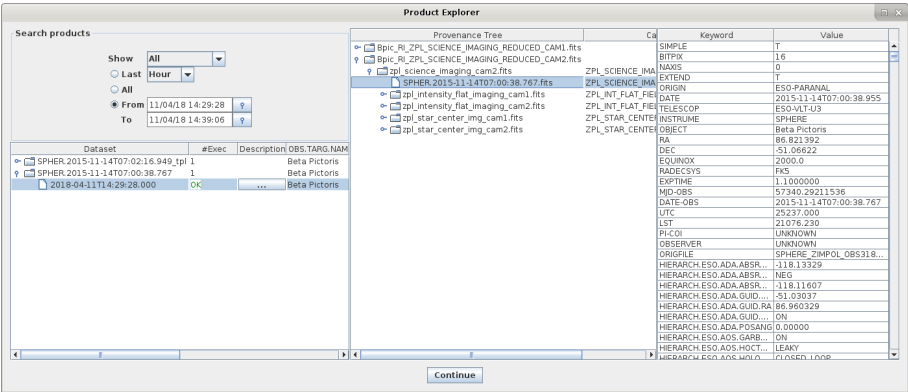 Product Explorer
Search products
Show All
Last Hour
All
From 11/04/18 14:29:28
To 11/04/18 14:39:06
Dataset #Exec Description OBS.TARG.NAM
SPHER.2015-11-14T07:02:16.949_tpl 1 Beta Pictoris
SPHER.2015-11-14T07:00:38.767 1 Beta Pictoris
2018-04-11T14:29:28.000 OK ... Beta Pictoris
Provenance Tree Ca
Bpic_RI_ZPL_SCIENCE_IMAGING_REDUCED_CAM1.fits
Bpic_RI_ZPL_SCIENCE_IMAGING_REDUCED_CAM2.fits
zpl_science_imaging_cam2.fits ZPL_SCIENCE_IMA
SPHER.2015-11-14T07:00:38.767.fits ZPL_SCIENCE_IMA
zpl_intensity_flat_imaging_cam1.fits ZPL_INT_FLAT_FIEL
zpl_intensity_flat_imaging_cam2.fits ZPL_INT_FLAT_FIEL
zpl_star_center_img_cam1.fits ZPL_STAR_CENTER
zpl_star_center_img_cam2.fits ZPL_STAR_CENTER
Keyword Value
SIMPLE T
BITPIX 16
NAXIS 0
EXTEND T
ORIGIN ESO-PARANAL
DATE 2015-11-14T07:00:38.955
TELESCOP ESO-VLT-U3
INSTRUME SPHERE
OBJECT Beta Pictoris
RA 86.821392
DEC -51.06622
EQUINOX 2000.0
RADECSYS FK5
EXPTIME 1.1000000
MJD-OBS 57340.29211536
DATE-OBS 2015-11-14T07:00:38.767
UTC 25237.000
LST 21076.230
PI-COI UNKNOWN
OBSERVER UNKNOWN
ORIGFILE SPHERE_ZIMPOL_OBS318...
HIERARCH.ESO.ADA.ABSR... -118.13329
HIERARCH.ESO.ADA.ABSR... NEG
HIERARCH.ESO.ADA.ABSR... -118.11607
HIERARCH.ESO.ADA.GUID.... -51.03037
HIERARCH.ESO.ADA.GUID.RA 86.960329
HIERARCH.ESO.ADA.GUID.... ON
HIERARCH.ESO.ADA.POSANG 0.00000
HIERARCH.ESO.AOS.GARB... ON
HIERARCH.ESO.AOS.HOCT... LEAKY
HIERARCH.ESO.AOS.HOLO... CLOSED_LOOP
Continue